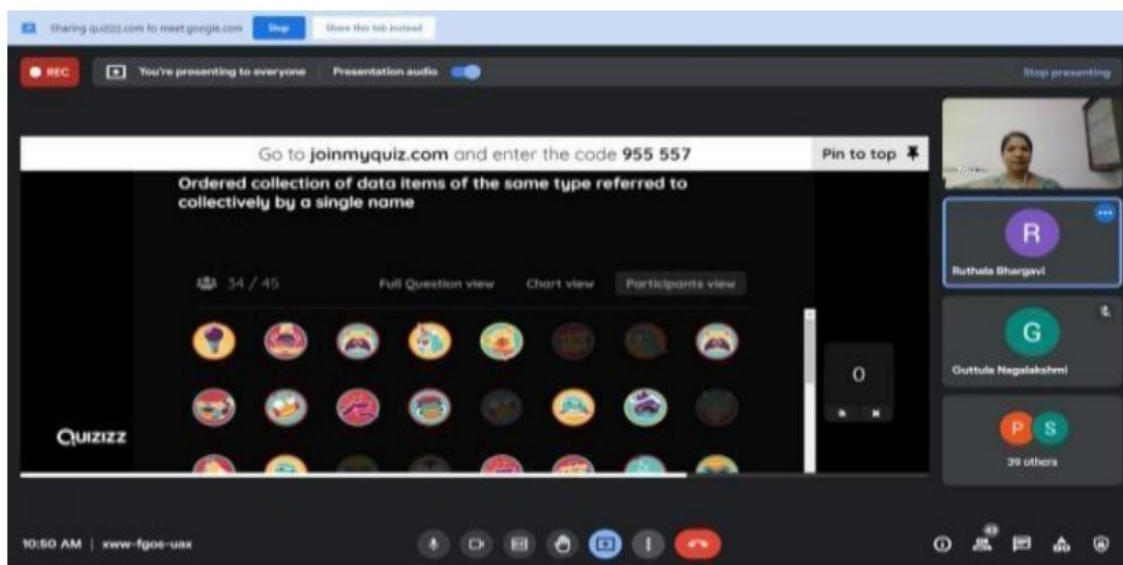 Sharing quizizz.com to meet.google.com Stop Share this tab instead
REC You're presenting to everyone Presentation audio Stop presenting
Go to joinmyquiz.com and enter the code 955 557 Pin to top
Ordered collection of data items of the same type referred to
collectively by a single name
34 / 45 Full Question view Chart view Participants view
R
Ruthala Bhargavi
G
Guttula Nagalakshmi
0
Quizizz
P S
39 others
10:50 AM | xww-fgos-uax
43